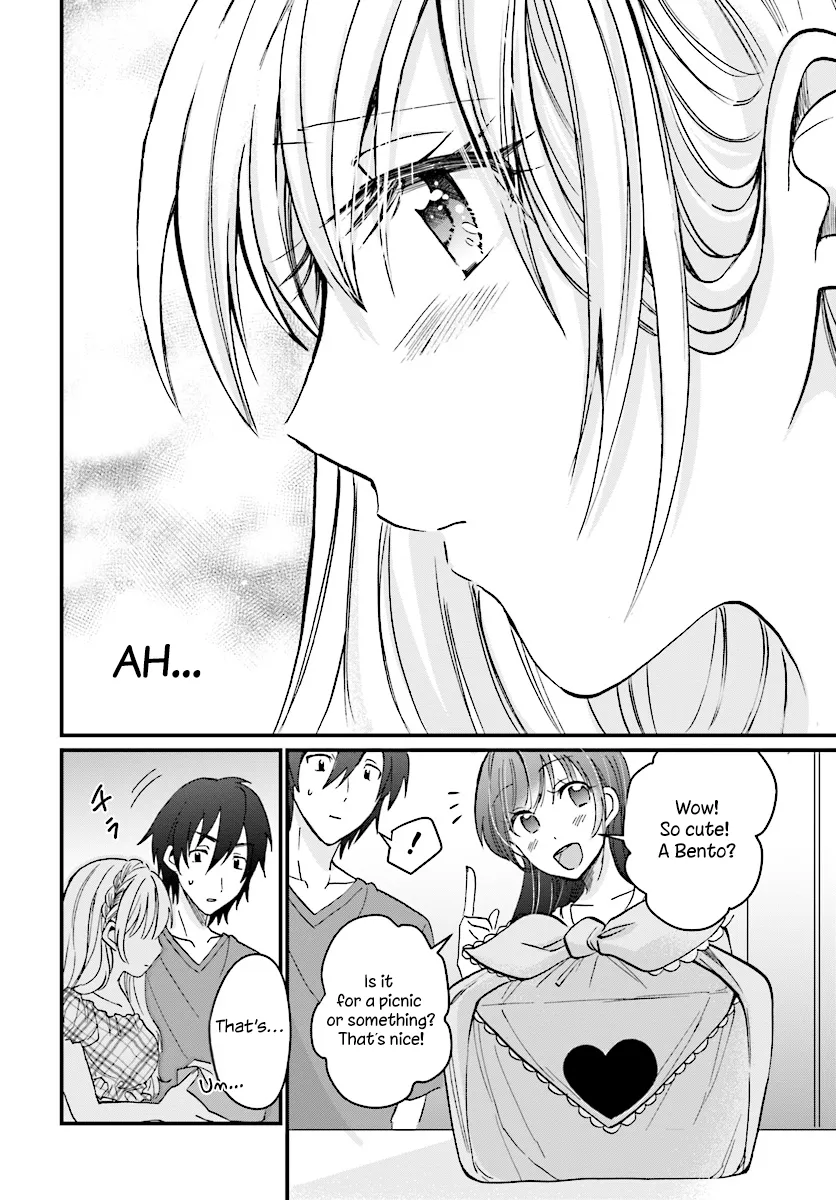 AH...
Wow!
So cute!
A Bento?
!
Is it
for a picnic
or something?
That's nice!
That's...
Um...